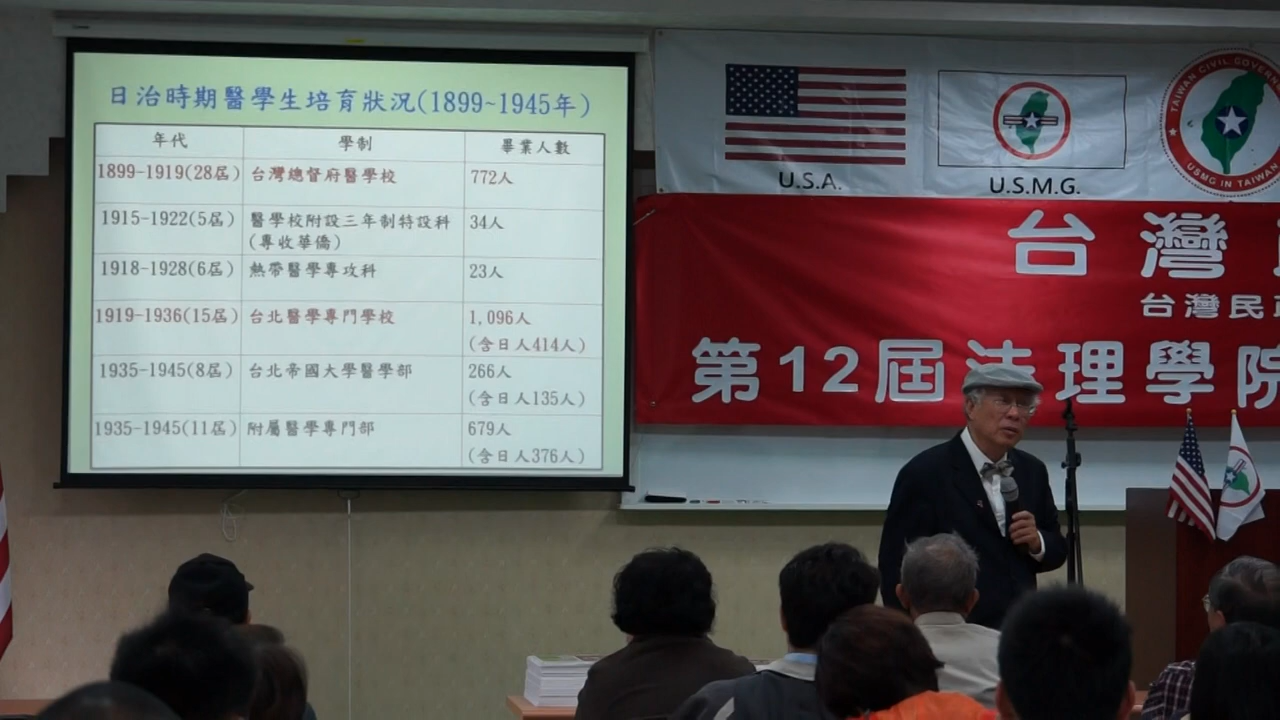 日治時期醫學生培育狀況(1899~1945年)
年代 學制 畢業人數
1899-1919(28屆) 台灣總督府醫學校 772人
1915-1922(5屆) 醫學校附設三年制特設科 34人
(專收華僑)
1918-1928(6屆) 熱帶醫學專攻科 23人
1919-1936(15屆) 台北醫學專門學校 1,096人
(含日人414人)
1935-1945(8屆) 台北帝國大學醫學部 266人
(含日人135人)
1935-1945(11屆) 附屬醫學專門部 679人
(含日人376人)
U.S.A.
U.S.M.G.
TAIWAN CIVIL GOVER
USMG IN TAIWAN
台灣
台灣民
第12屆法理學院